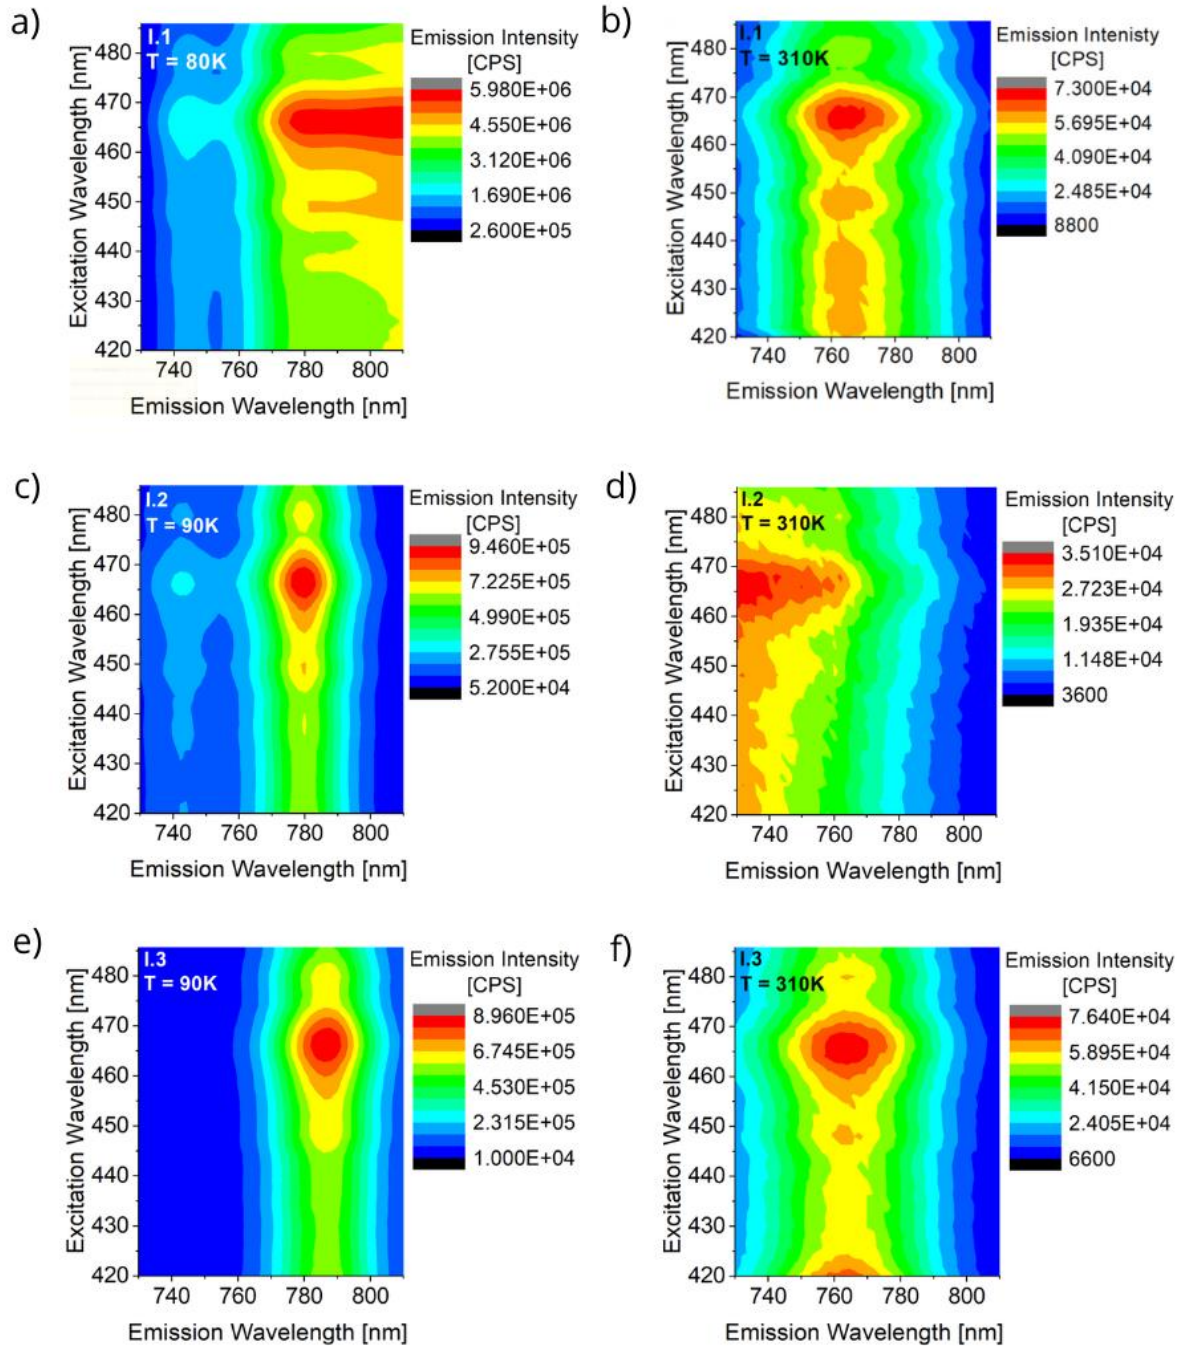 a)
I.1
T = 80K
Emission Intensity
[CPS]
5.980E+06
4.550E+06
3.120E+06
1.690E+06
2.600E+05
Excitation Wavelength [nm]
480
470
460
450
440
430
420
740 760 780 800
Emission Wavelength [nm]
b)
I.1
T = 310K
Emission Intenisty
[CPS]
7.300E+04
5.695E+04
4.090E+04
2.485E+04
8800
Excitation Wavelength [nm]
480
470
460
450
460
430
420
740 760 780 800
Emission Wavelength [nm]
c)
I.2
T = 90K
Emission Intensity
[CPS]
9.460E+05
7.225E+05
4.990E+05
2.755E+05
5.200E+04
Excitation Wavelength [nm]
480
470
460
450
440
430
420
740 760 780 800
Emission Wavelength [nm]
d)
I.2
T = 310K
Emission Intensity
[CPS]
3.510E+04
2.723E+04
1.935E+04
1.148E+04
3600
Excitation Wavelength [nm]
480
470
460
450
440
430
420
740 760 780 800
Emission Wavelength [nm]
e)
I.3
T = 90K
Emission Intensity
[CPS]
8.960E+05
6.745E+05
4.530E+05
2.315E+05
1.000E+04
Excitation Wavelength [nm]
480
470
460
450
440
430
420
740 760 780 800
Emission Wavelength [nm]
f)
I.3
T = 310K
Emission Intensity
[CPS]
7.640E+04
5.895E+04
4.150E+04
2.405E+04
6600
Excitation Wavelength [nm]
480
470
460
450
440
430
420
740 760 780 800
Emission Wavelength [nm]